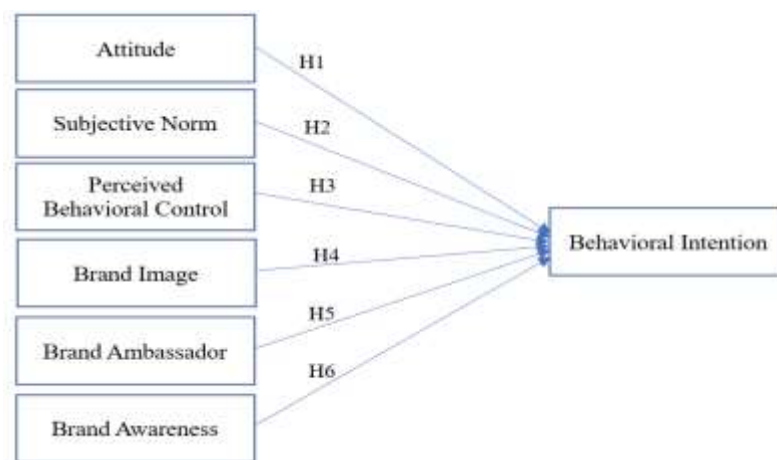 Attitude
H1
Subjective Norm
H2
Perceived
Behavioral Control
H3
Behavioral Intention
Brand Image
H4
Brand Ambassador
H5
Brand Awareness
H6